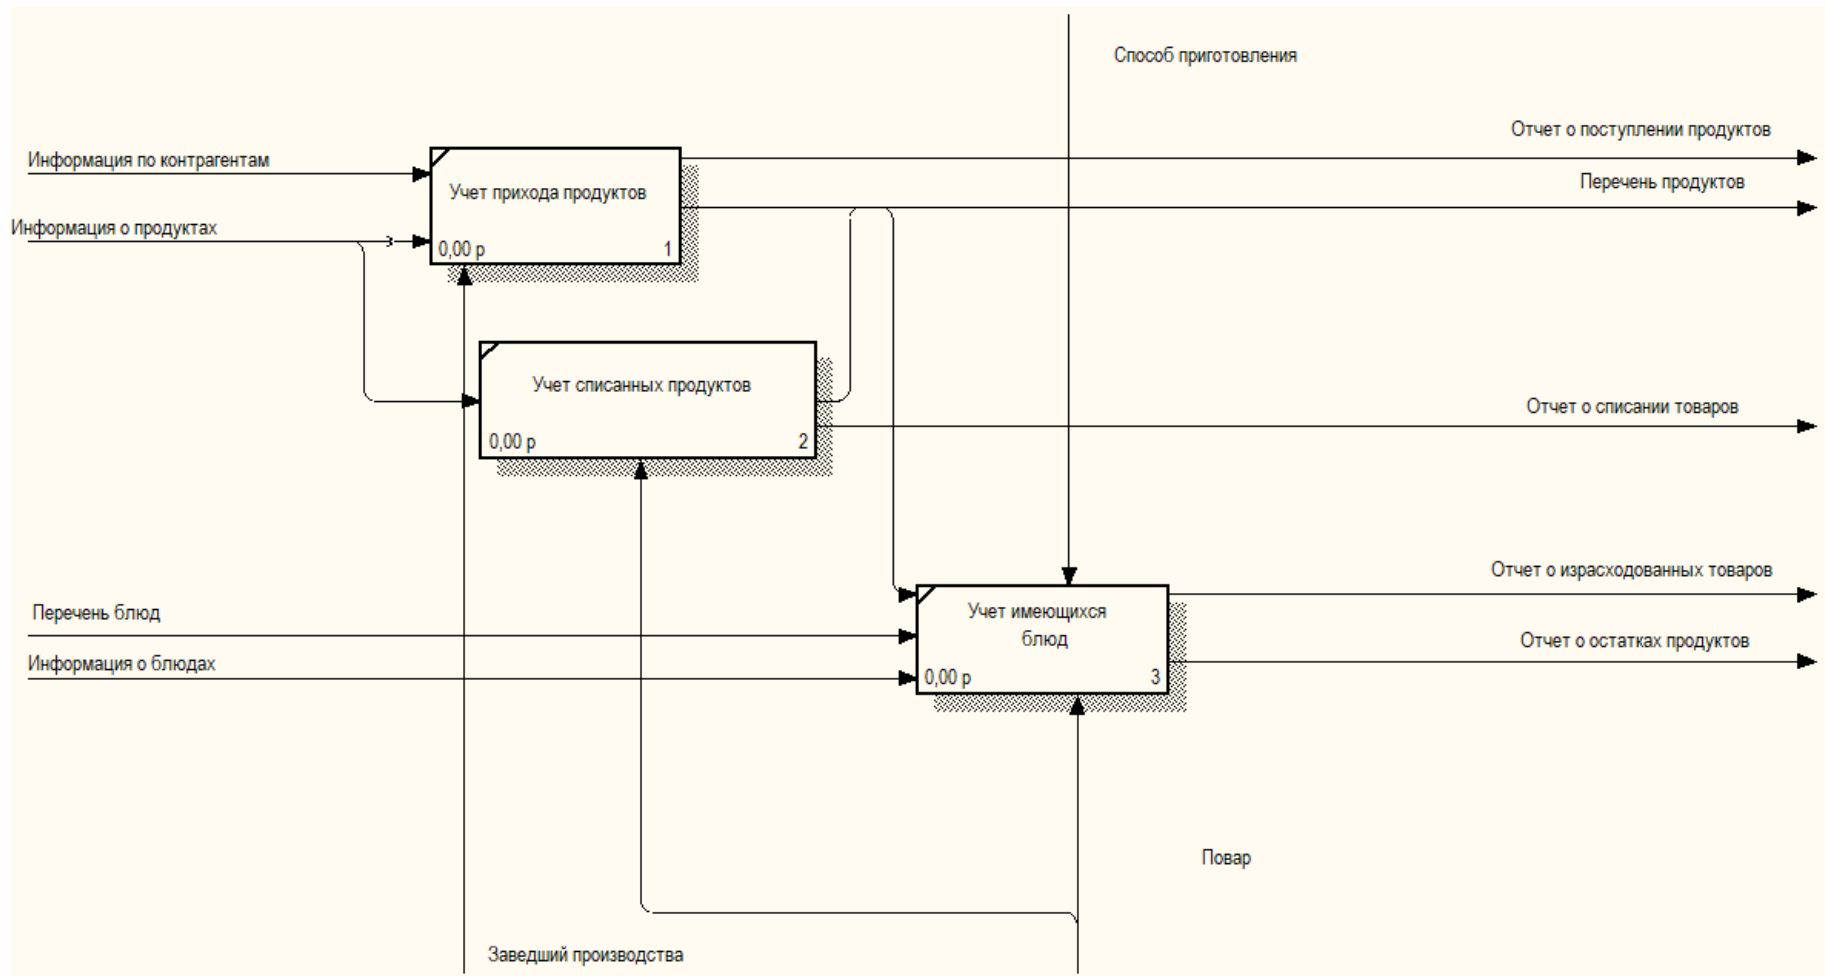 Способ приготовления
Отчет о поступлении продуктов
Информация по контрагентам
Учет прихода продуктов
Перечень продуктов
Информация о продуктах
0,00 р 1
Учет списанных продуктов
Отчет о списании товаров
0,00 р 2
Отчет о израсходованных товаров
Перечень блюд
Учет имеющихся
блюд
Отчет о остатках продуктов
Информация о блюдах
0,00 р 3
Повар
Заведший производства